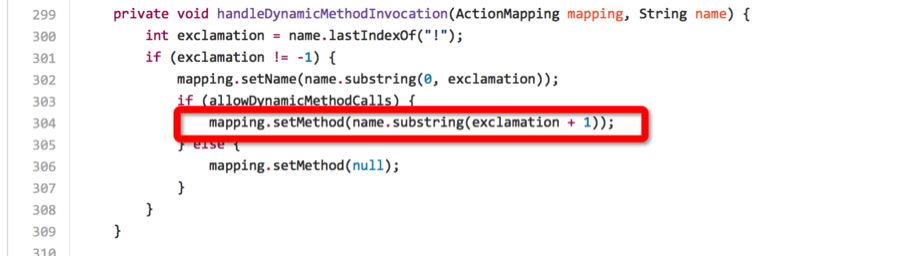 299 private void handleDynamicMethodInvocation(ActionMapping mapping, String name) {
300 int exclamation = name.lastIndexOf("!");
301 if (exclamation != -1) {
302 mapping.setName(name.substring(0, exclamation));
303 if (allowDynamicMethodCalls) {
304 mapping.setMethod(name.substring(exclamation + 1));
305 } else {
306 mapping.setMethod(null);
307 }
308 }
309 }
310